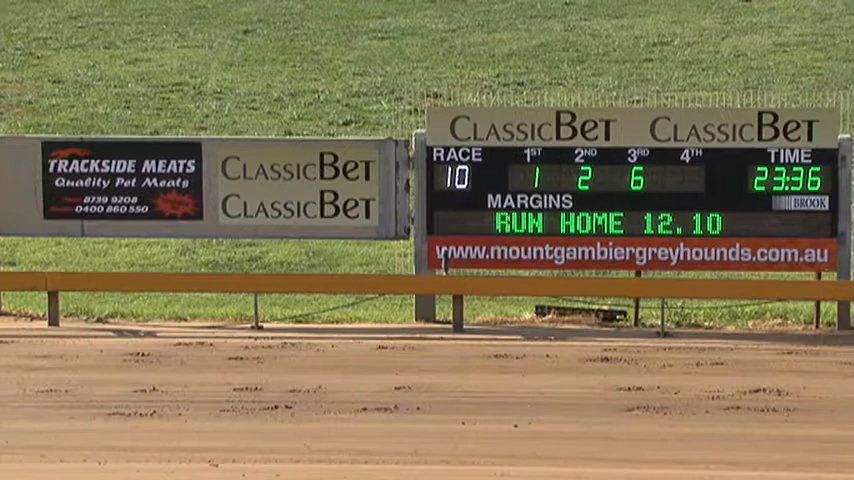 CLASSICBET CLASSICBET
RACE 1ST 2ND 3RD 4TH TIME
10 1 2 6 23:36
MARGINS BROOK
RUN HOME 12.10
www.mountgambiergreyhounds.com.au
TRACKSIDE MEATS
Quality Pet Meats
8739 9208
0400 860 550
CLASSICBET
CLASSICBET